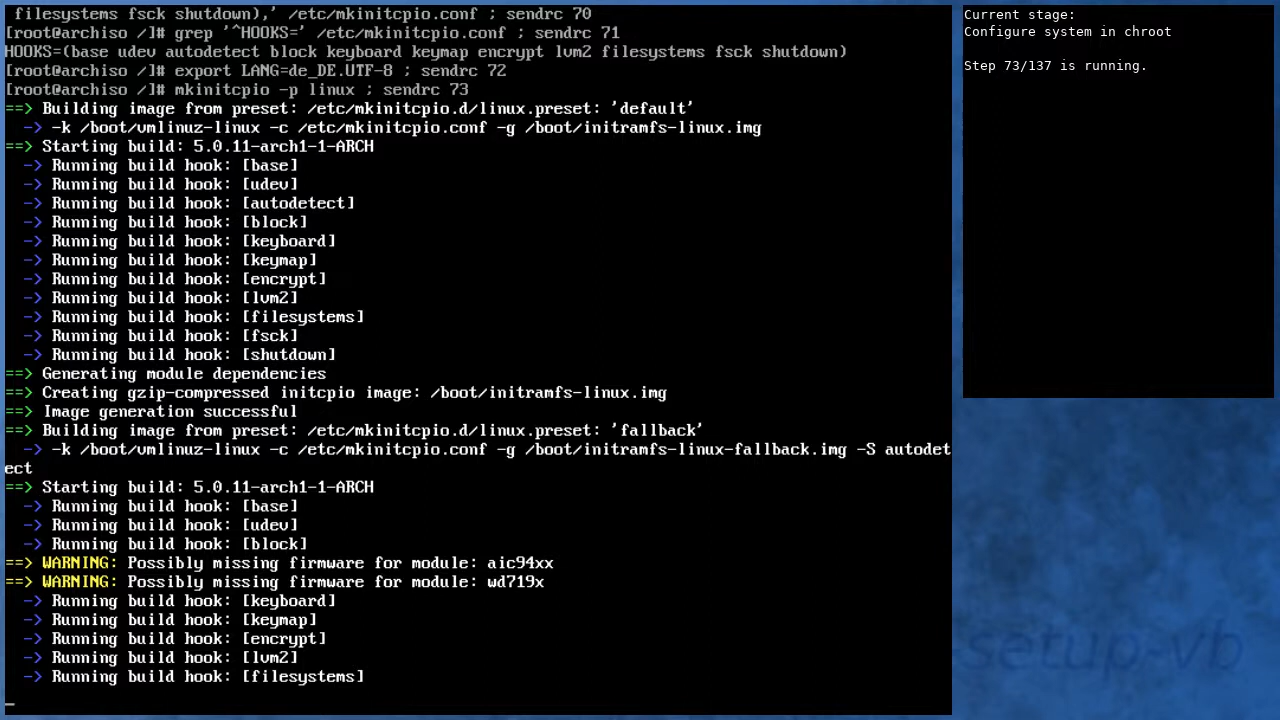 filesystems fsck shutdown),' /etc/mkinitcpio.conf ; sendrc 70
[root@archiso /]# grep '^HOOKS=' /etc/mkinitcpio.conf ; sendrc 71
HOOKS=(base udev autodetect block keyboard keymap encrypt lvm2 filesystems fsck shutdown)
[root@archiso /]# export LANG=de_DE.UTF-8 ; sendrc 72
[root@archiso /]# mkinitcpio -p linux ; sendrc 73
==> Building image from preset: /etc/mkinitcpio.d/linux.preset: 'default'
  -> -k /boot/vmlinuz-linux -c /etc/mkinitcpio.conf -g /boot/initramfs-linux.img
==> Starting build: 5.0.11-arch1-1-ARCH
  -> Running build hook: [base]
  -> Running build hook: [udev]
  -> Running build hook: [autodetect]
  -> Running build hook: [block]
  -> Running build hook: [keyboard]
  -> Running build hook: [keymap]
  -> Running build hook: [encrypt]
  -> Running build hook: [lvm2]
  -> Running build hook: [filesystems]
  -> Running build hook: [fsck]
  -> Running build hook: [shutdown]
==> Generating module dependencies
==> Creating gzip-compressed initcpio image: /boot/initramfs-linux.img
==> Image generation successful
==> Building image from preset: /etc/mkinitcpio.d/linux.preset: 'fallback'
  -> -k /boot/vmlinuz-linux -c /etc/mkinitcpio.conf -g /boot/initramfs-linux-fallback.img -S autodet
ect
==> Starting build: 5.0.11-arch1-1-ARCH
  -> Running build hook: [base]
  -> Running build hook: [udev]
  -> Running build hook: [block]
==> WARNING: Possibly missing firmware for module: aic94xx
==> WARNING: Possibly missing firmware for module: wd719x
  -> Running build hook: [keyboard]
  -> Running build hook: [keymap]
  -> Running build hook: [encrypt]
  -> Running build hook: [lvm2]
  -> Running build hook: [filesystems]
Current stage:
Configure system in chroot
Step 73/137 is running.
-setup-vb